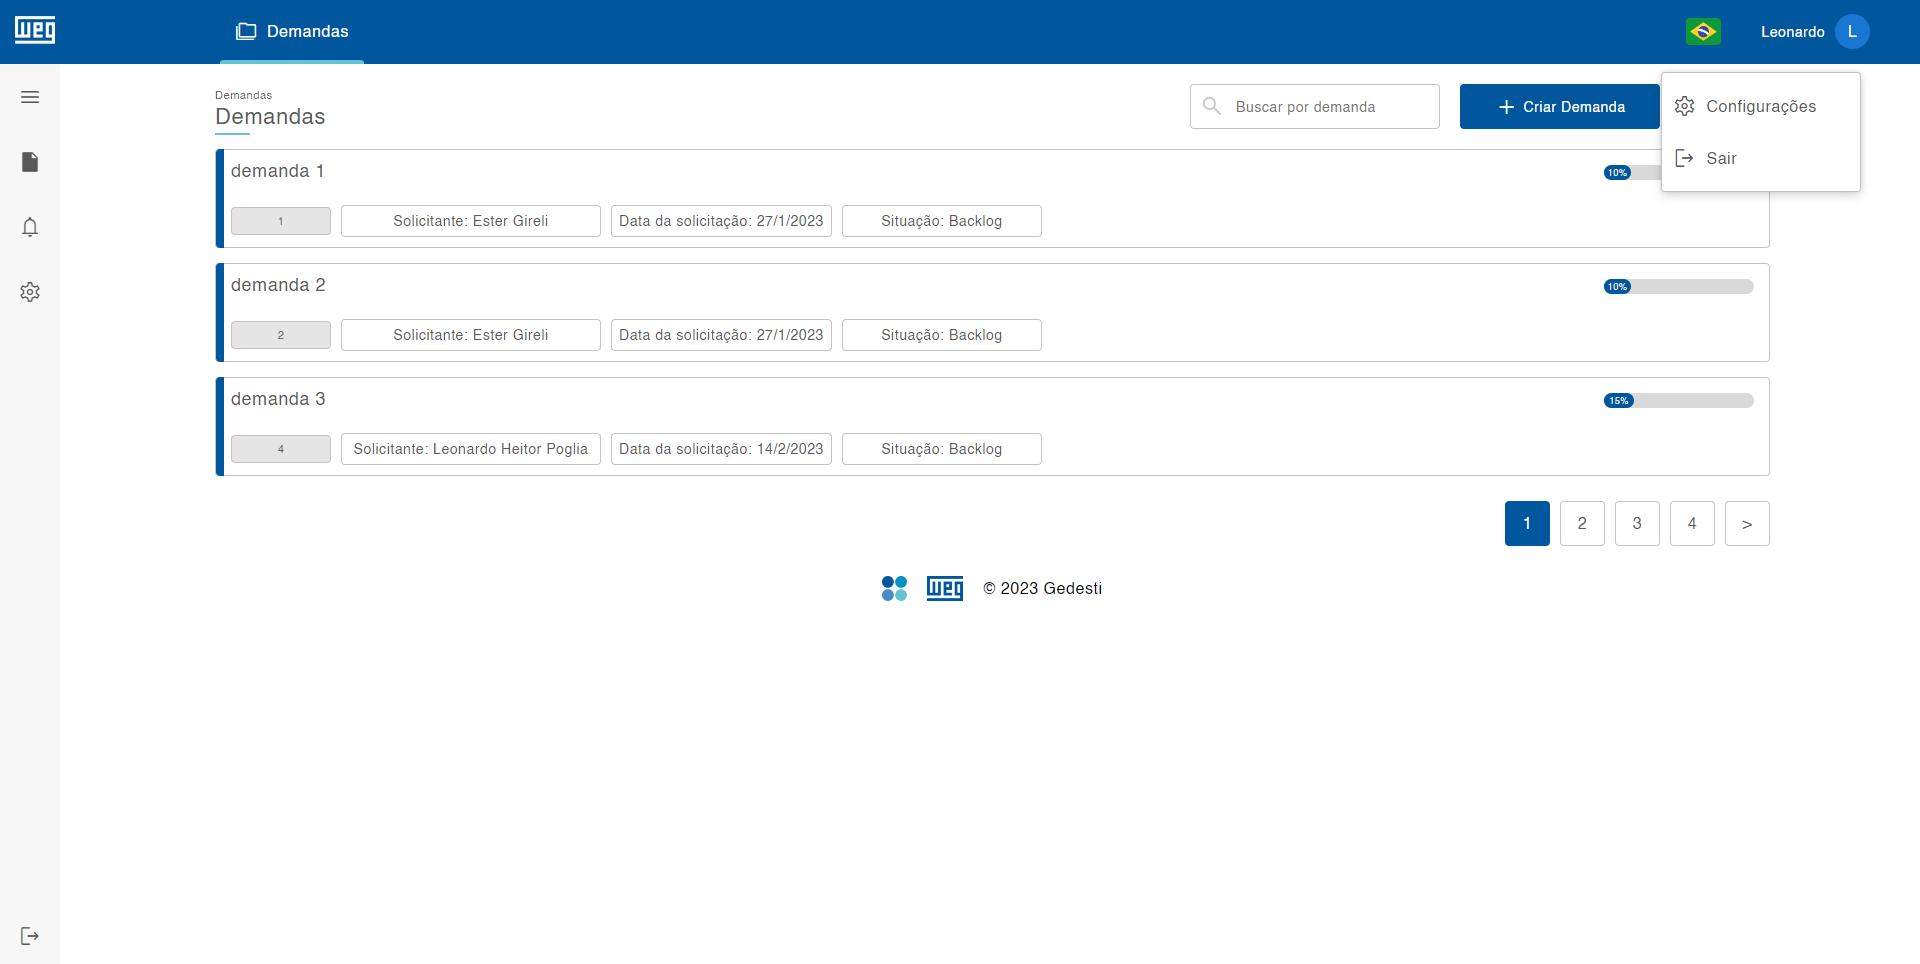 weg
Demandas
Leonardo L
Demandas
Demandas
Buscar por demanda
Criar Demanda
Configurações
Sair
demanda 1
10%
1
Solicitante: Ester Gireli
Data da solicitação: 27/1/2023
Situação: Backlog
demanda 2
10%
2
Solicitante: Ester Gireli
Data da solicitação: 27/1/2023
Situação: Backlog
demanda 3
15%
4
Solicitante: Leonardo Heitor Poglia
Data da solicitação: 14/2/2023
Situação: Backlog
1 2 3 4 >
weg © 2023 Gedesti